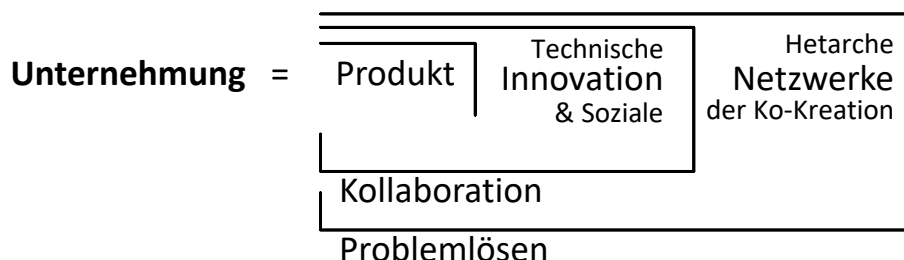 Unternehmung = Produkt
Technische
Innovation
& Soziale
Hetarche
Netzwerke
der Ko-Kreation
Kollaboration
Problemlösen